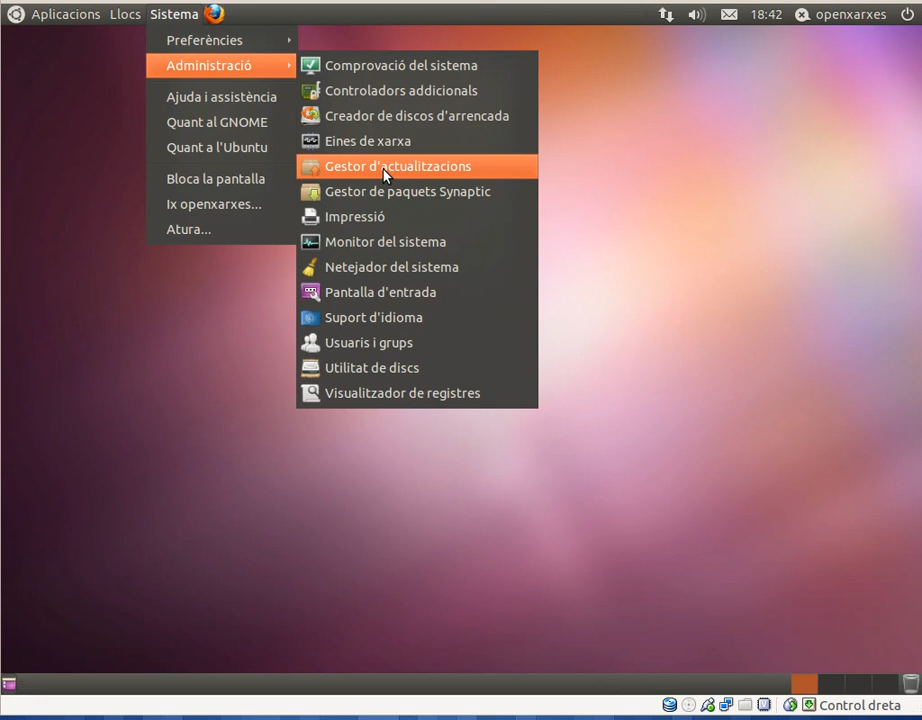 Aplicacions Llocs Sistema 18:42 openxarxes
Preferències
Administració
Ajuda i assistència
Quant al GNOME
Quant a l'Ubuntu
Bloca la pantalla
Ix openxarxes...
Atura...
Comprovació del sistema
Controladors addicionals
Creador de discos d'arrencada
Eines de xarxa
Gestor d'actualitzacions
Gestor de paquets Synaptic
Impressió
Monitor del sistema
Netejador del sistema
Pantalla d'entrada
Suport d'idioma
Usuaris i grups
Utilitat de discs
Visualitzador de registres
Control dreta